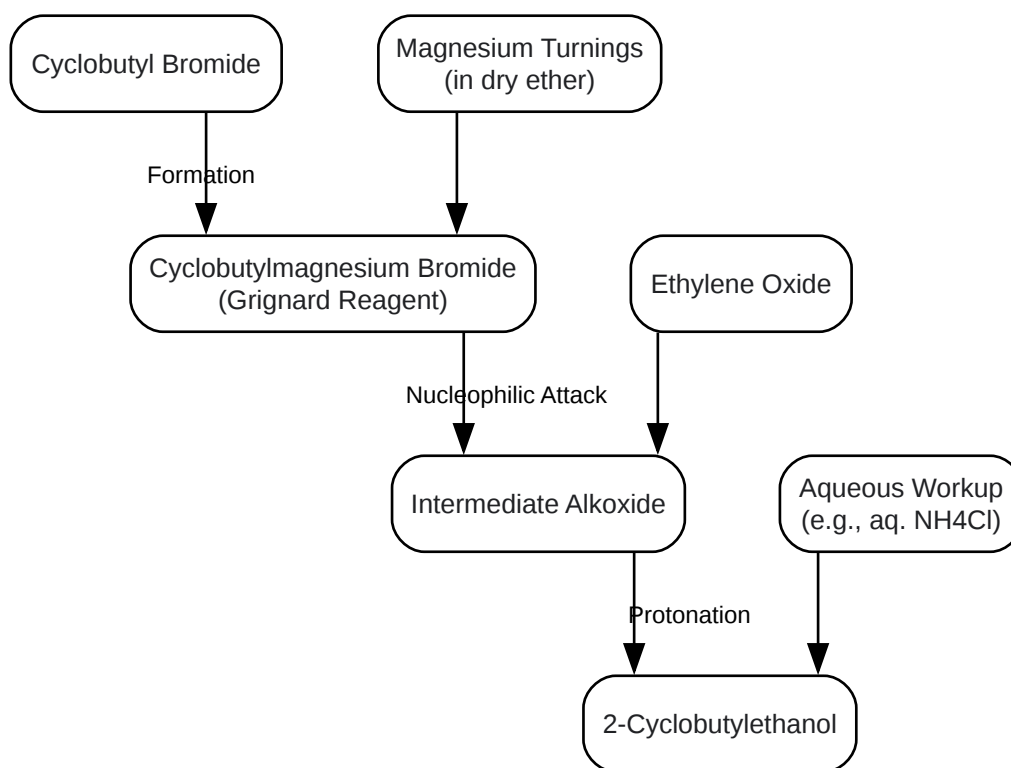 Cyclobutyl Bromide
Magnesium Turnings
(in dry ether)
Formation
Cyclobutylmagnesium Bromide
(Grignard Reagent)
Ethylene Oxide
Nucleophilic Attack
Intermediate Alkoxide
Aqueous Workup
(e.g., aq. NH4Cl)
Protonation
2-Cyclobutylethanol